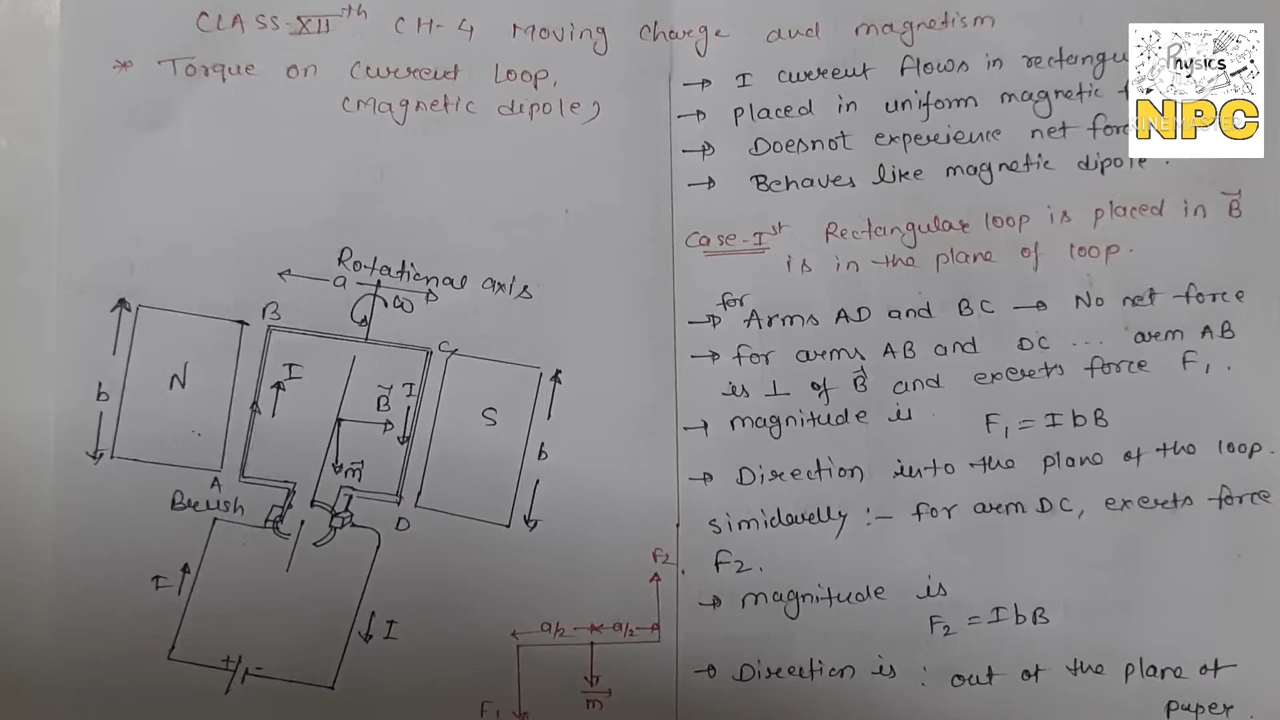 CLASS-XIIth CH-4 Moving Charge and magnetism
* Torque on Current Loop,
(Magnetic dipole)
Rotational axis
a
ω
B
C
N
I
B
I
S
b
b
m
A
Brush
D
I
I
+ -
F2
a/2 a/2
F1
m
→ I current flows in rectangu
→ placed in uniform magnetic
→ Doesnot experience net for
→ Behaves like magnetic dipole.
Physics
NPC
KINEMASTER
Case-Ist Rectangular loop is placed in B
is in the plane of loop.
→ for Arms AD and BC → No net force
→ for arms AB and DC ... arm AB
is ⊥ of B and exerts force F1.
→ magnitude is F1 = IbB
→ Direction into the plane of the loop.
simidarelly :- for arm DC, exerts force
F2.
→ magnitude is
F2 = IbB
→ Direction is : out of the plane of
paper.